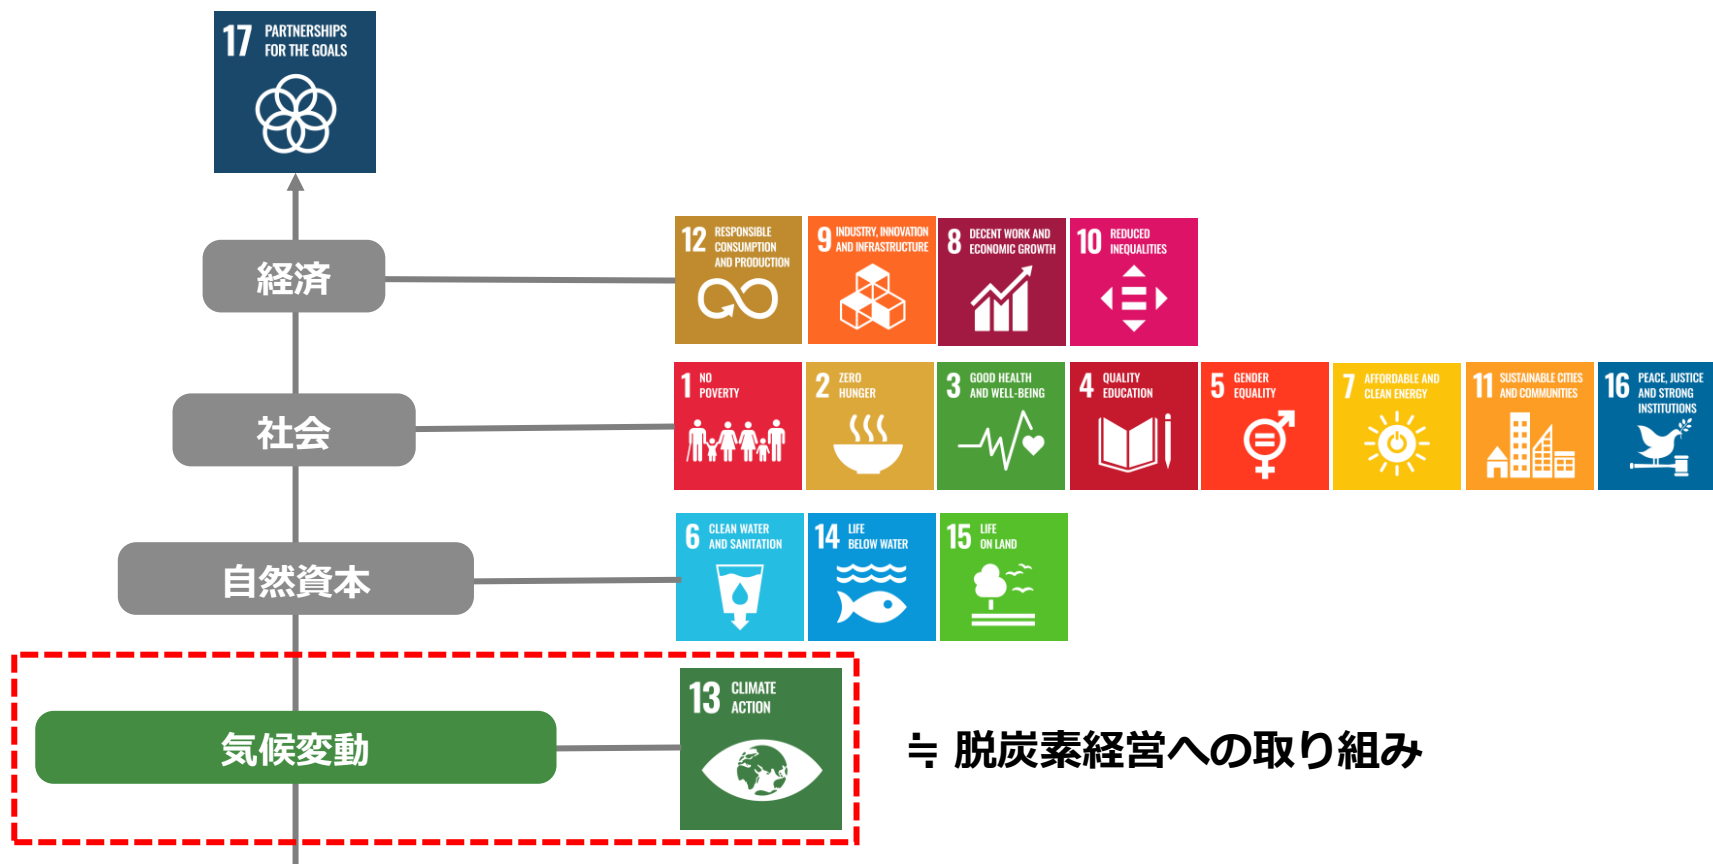 17 PARTNERSHIPS
FOR THE GOALS
経済
12 RESPONSIBLE
CONSUMPTION
AND PRODUCTION
9 INDUSTRY, INNOVATION
AND INFRASTRUCTURE
8 DECENT WORK AND
ECONOMIC GROWTH
10 REDUCED
INEQUALITIES
社会
1 NO
POVERTY
2 ZERO
HUNGER
3 GOOD HEALTH
AND WELL-BEING
4 QUALITY
EDUCATION
5 GENDER
EQUALITY
7 AFFORDABLE AND
CLEAN ENERGY
11 SUSTAINABLE CITIES
AND COMMUNITIES
16 PEACE, JUSTICE
AND STRONG
INSTITUTIONS
自然資本
6 CLEAN WATER
AND SANITATION
14 LIFE
BELOW WATER
15 LIFE
ON LAND
気候変動
13 CLIMATE
ACTION
≒ 脱炭素経営への取り組み